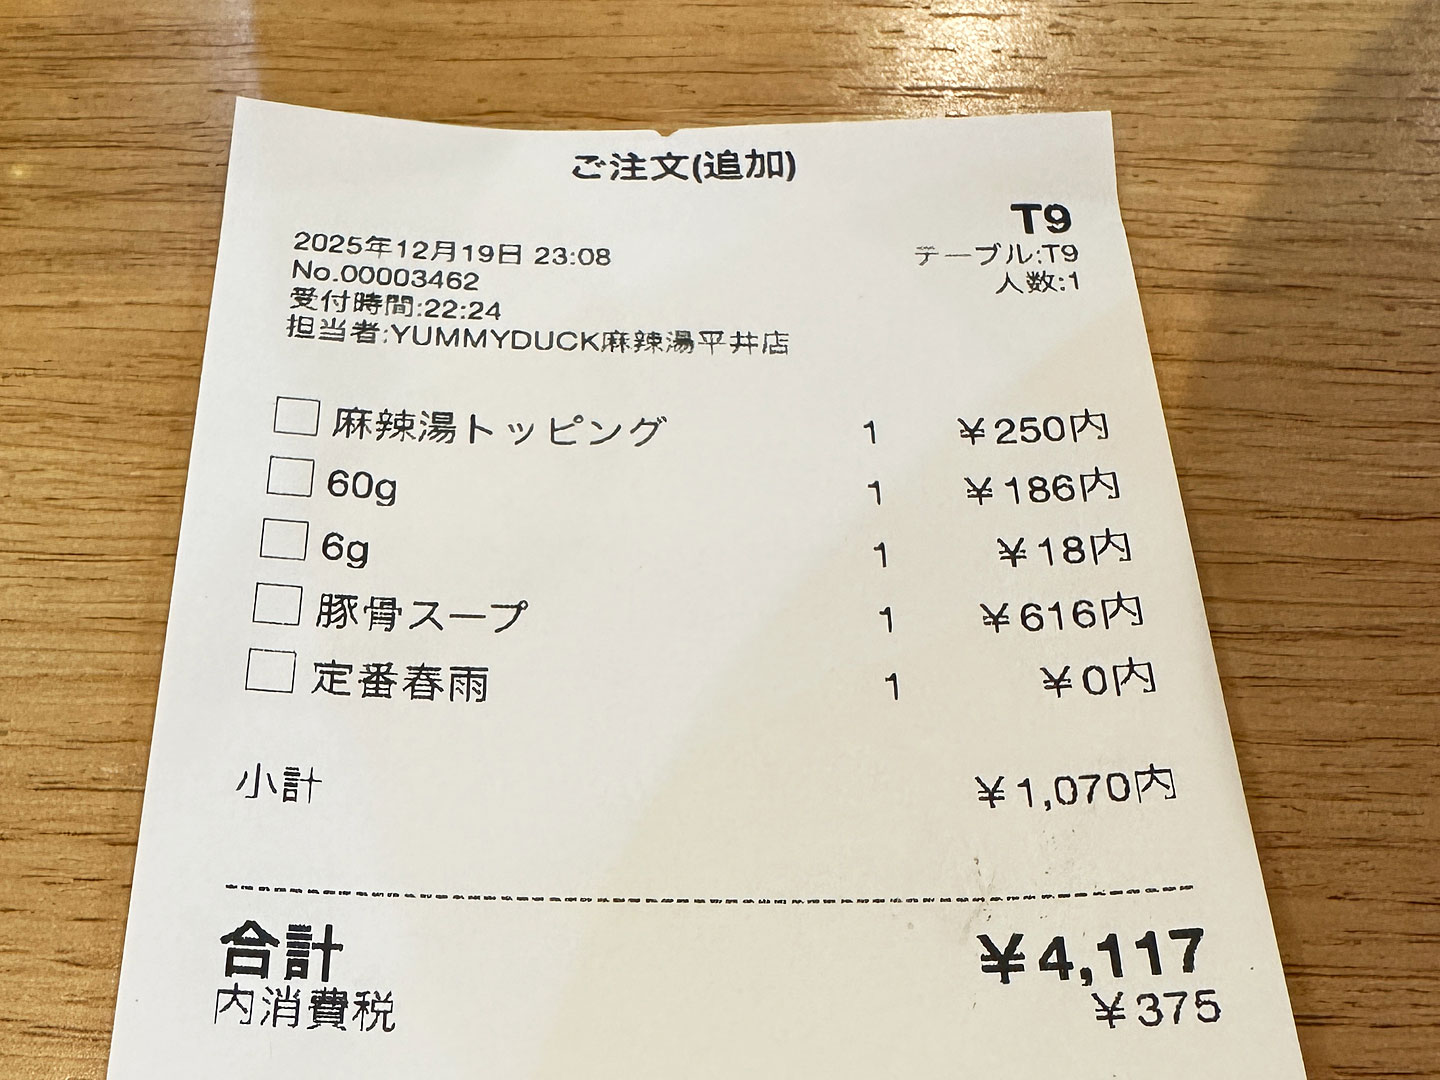 ご注文(追加)
T9
2025年12月19日 23:08
テーブル:T9
No.00003462
人数:1
受付時間:22:24
担当者:YUMMYDUCK麻辣湯平井店
麻辣湯トッピング 1 ¥250内
60g 1 ¥186内
6g 1 ¥18内
豚骨スープ 1 ¥616内
定番春雨 1 ¥0内
小計 ¥1,070内
合計 ¥4,117
内消費税 ¥375